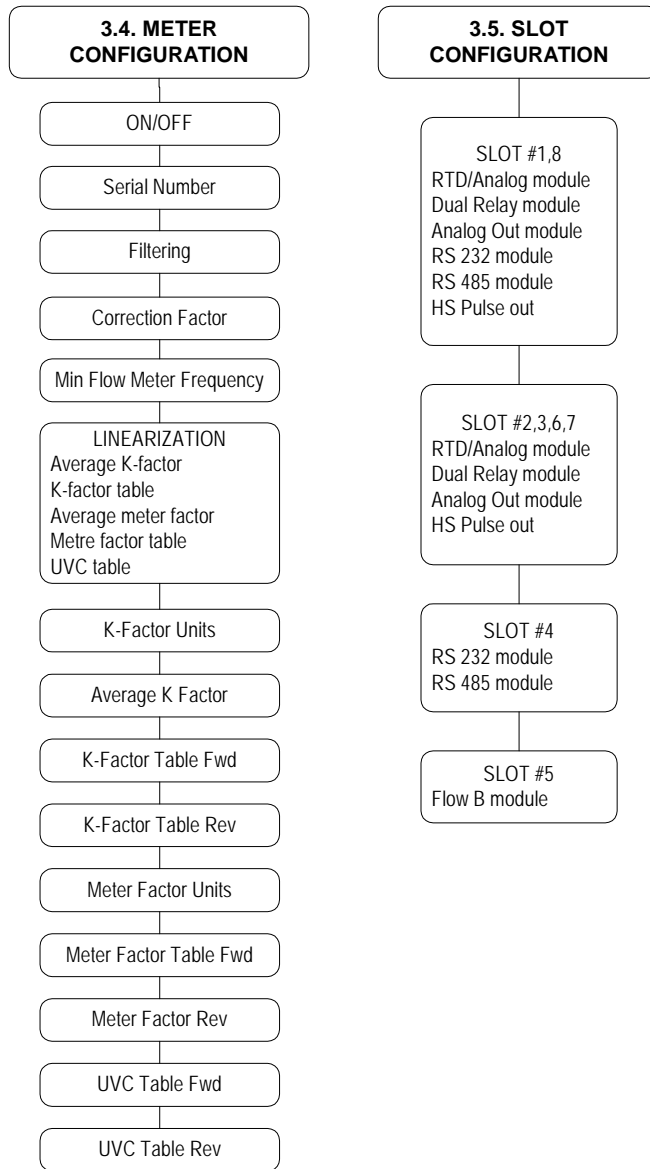 3.4. METER
CONFIGURATION
ON/OFF
Serial Number
Filtering
Correction Factor
Min Flow Meter Frequency
LINEARIZATION
Average K-factor
K-factor table
Average meter factor
Metre factor table
UVC table
K-Factor Units
Average K Factor
K-Factor Table Fwd
K-Factor Table Rev
Meter Factor Units
Meter Factor Table Fwd
Meter Factor Rev
UVC Table Fwd
UVC Table Rev
3.5. SLOT
CONFIGURATION
SLOT #1,8
RTD/Analog module
Dual Relay module
Analog Out module
RS 232 module
RS 485 module
HS Pulse out
SLOT #2,3,6,7
RTD/Analog module
Dual Relay module
Analog Out module
HS Pulse out
SLOT #4
RS 232 module
RS 485 module
SLOT #5
Flow B module